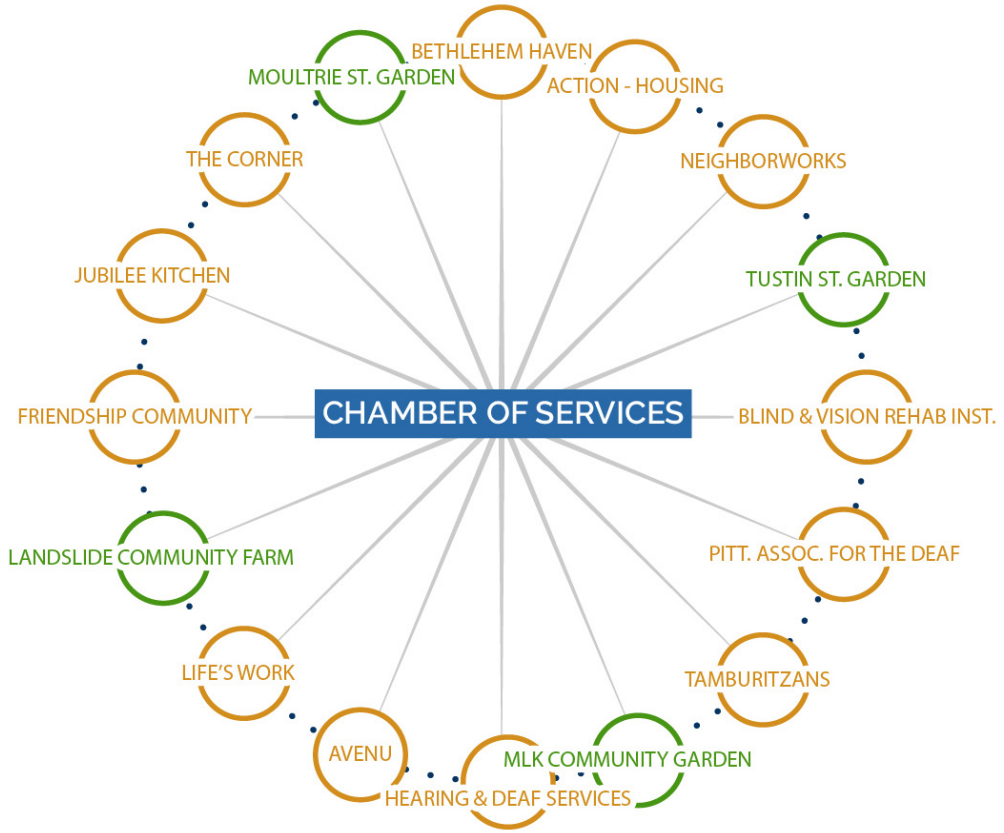 BETHLEHEM HAVEN
MOULTRIE ST. GARDEN
ACTION - HOUSING
THE CORNER
NEIGHBORWORKS
JUBILEE KITCHEN
TUSTIN ST. GARDEN
CHAMBER OF SERVICES
FRIENDSHIP COMMUNITY
BLIND & VISION REHAB INST.
LANDSLIDE COMMUNITY FARM
PITT. ASSOC. FOR THE DEAF
LIFE'S WORK
TAMBURITZANS
AVENU
MLK COMMUNITY GARDEN
HEARING & DEAF SERVICES